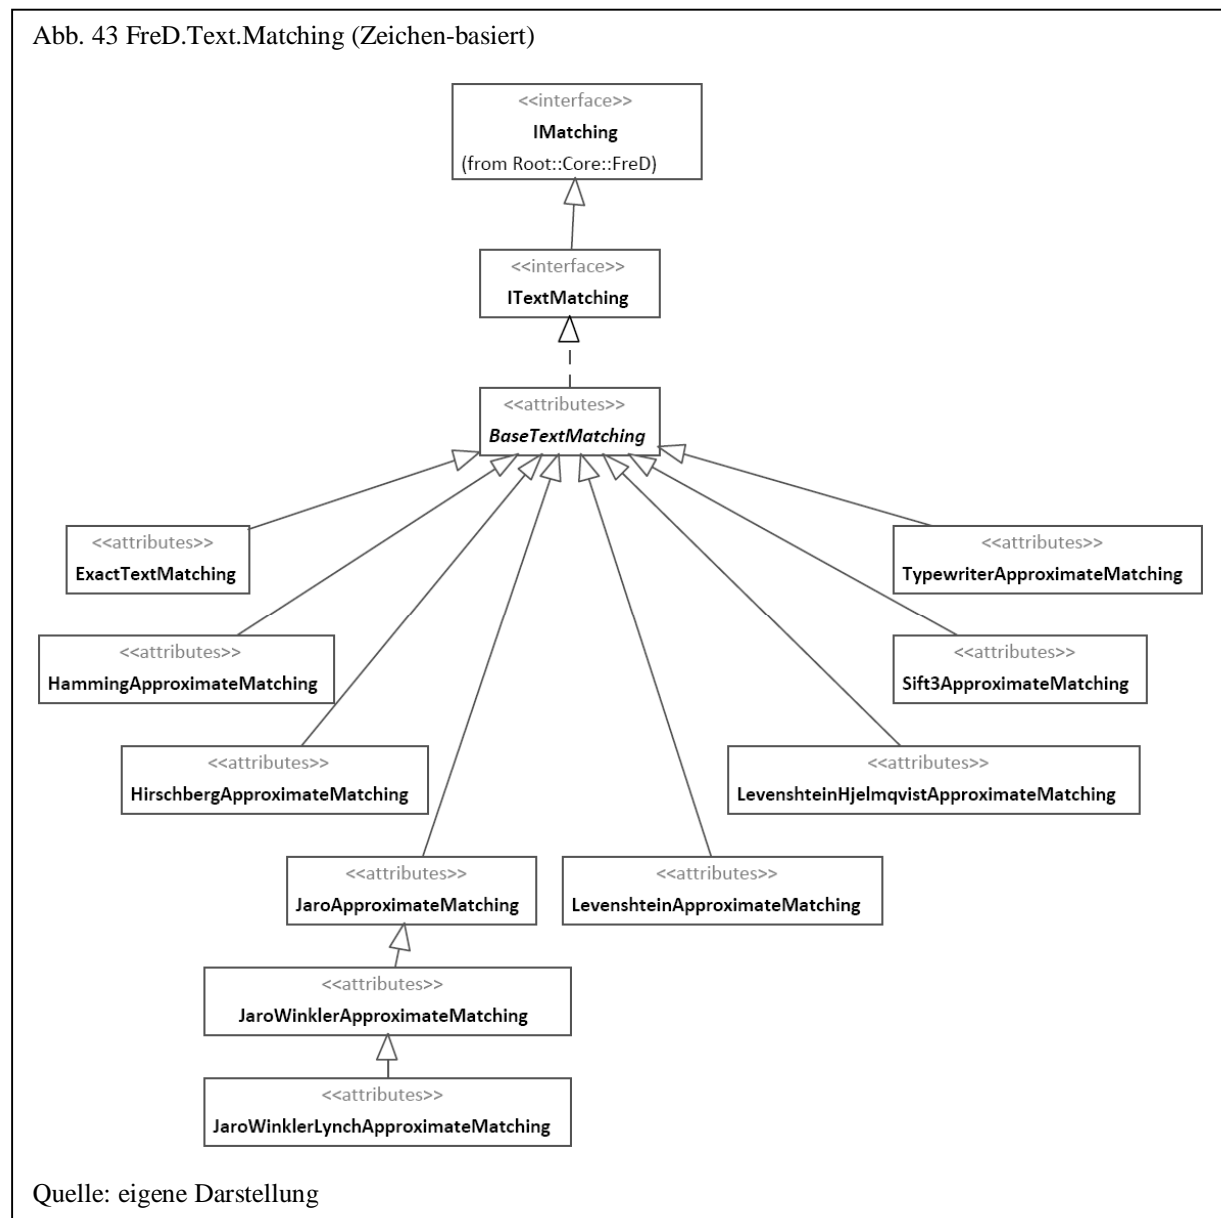 Abb. 43 FreD.Text.Matching (Zeichen-basiert)
<<interface>>
IMatching
(from Root::Core::FreD)
<<interface>>
ITextMatching
<<attributes>>
BaseTextMatching
<<attributes>>
ExactTextMatching
<<attributes>>
TypewriterApproximateMatching
<<attributes>>
HammingApproximateMatching
<<attributes>>
Sift3ApproximateMatching
<<attributes>>
HirschbergApproximateMatching
<<attributes>>
LevenshteinHjelmqvistApproximateMatching
<<attributes>>
JaroApproximateMatching
<<attributes>>
LevenshteinApproximateMatching
<<attributes>>
JaroWinklerApproximateMatching
<<attributes>>
JaroWinklerLynchApproximateMatching
Quelle: eigene Darstellung